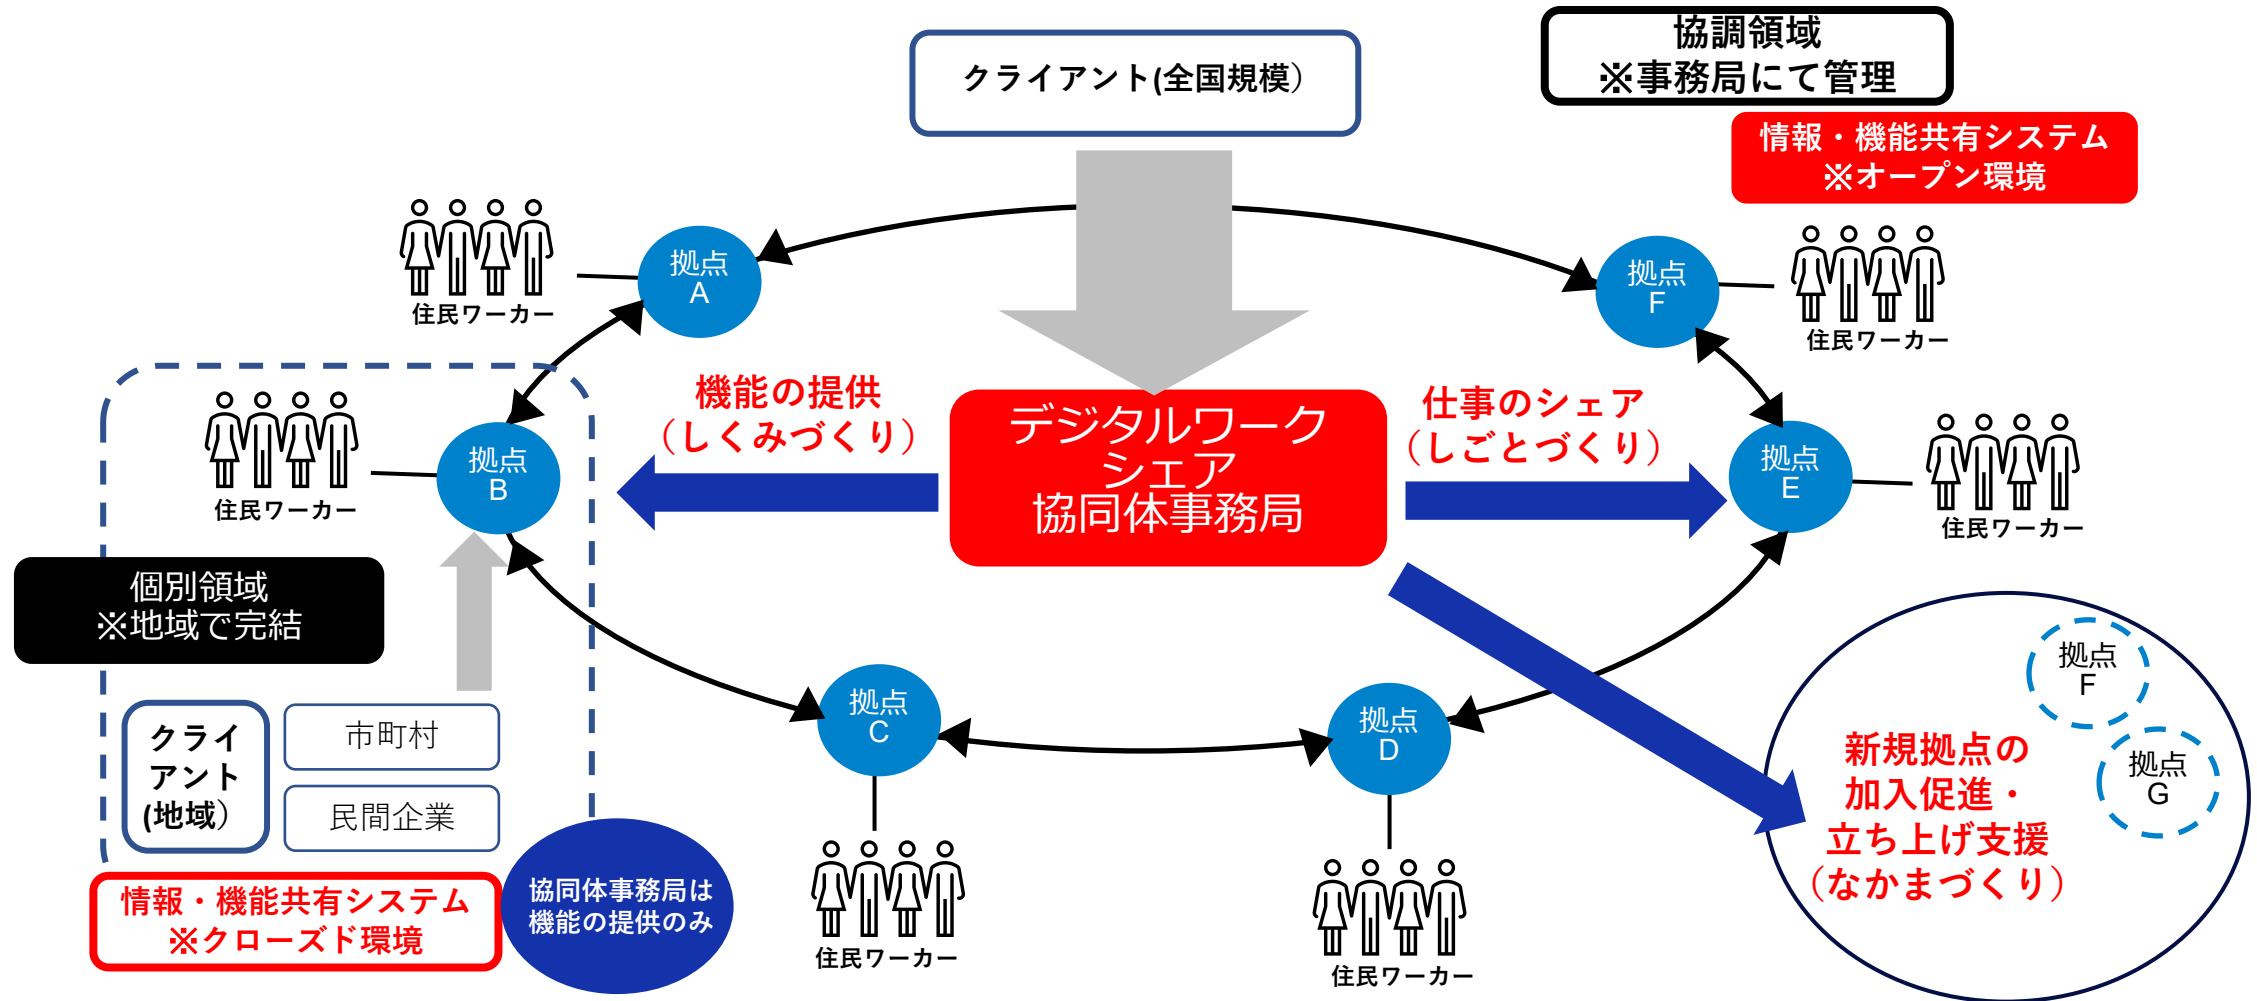 クライアント(全国規模）
協調領域
※事務局にて管理
情報・機能共有システム
※オープン環境
拠点
A
住民ワーカー
拠点
F
住民ワーカー
機能の提供
（しくみづくり）
デジタルワーク
シェア
協同体事務局
仕事のシェア
（しごとづくり）
拠点
B
住民ワーカー
拠点
E
住民ワーカー
個別領域
※地域で完結
クライ
アント
(地域）
市町村
民間企業
情報・機能共有システム
※クローズド環境
協同体事務局は
機能の提供のみ
拠点
C
住民ワーカー
拠点
D
住民ワーカー
拠点
F
拠点
G
新規拠点の
加入促進・
立ち上げ支援
（なかまづくり）